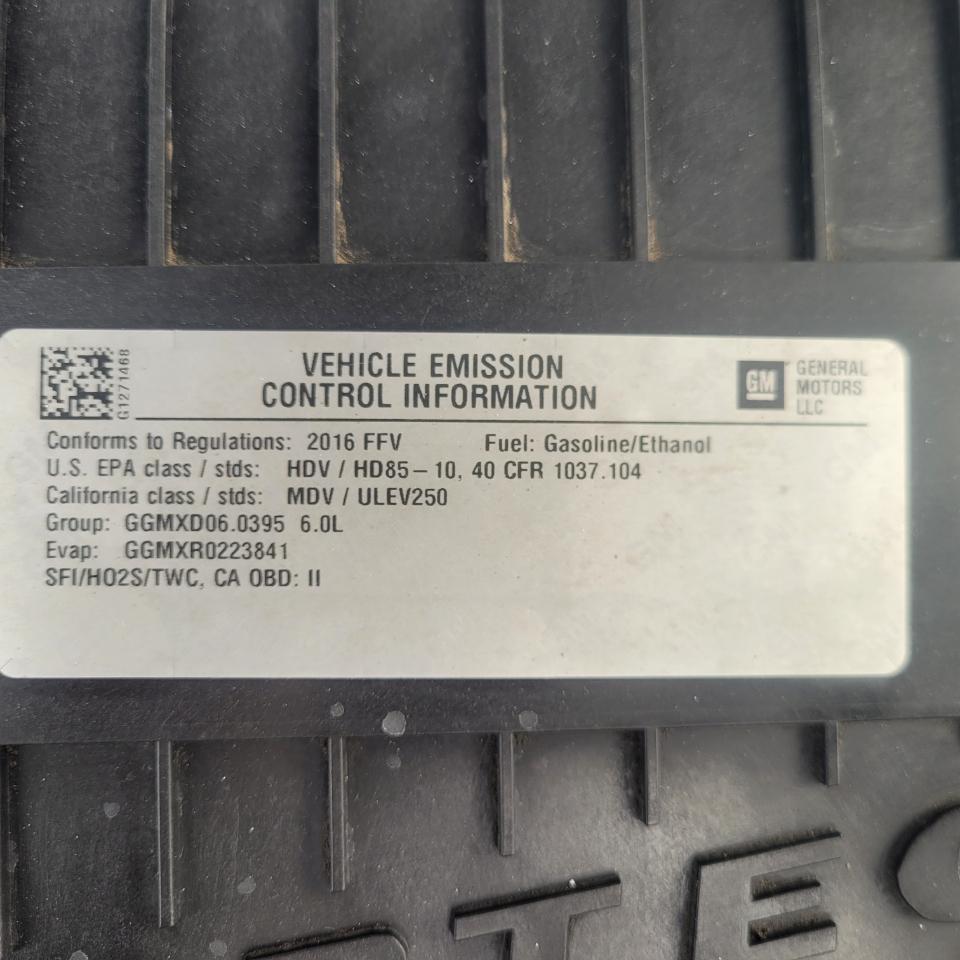 G1271468
VEHICLE EMISSION
CONTROL INFORMATION
GM
GENERAL
MOTORS
LLC
Conforms to Regulations: 2016 FFV Fuel: Gasoline/Ethanol
U.S. EPA class / stds: HDV / HD85-10, 40 CFR 1037.104
California class / stds: MDV / ULEV250
Group: GGMXD06.0395 6.0L
Evap: GGMXR0223841
SFI/HO2S/TWC, CA OBD: II